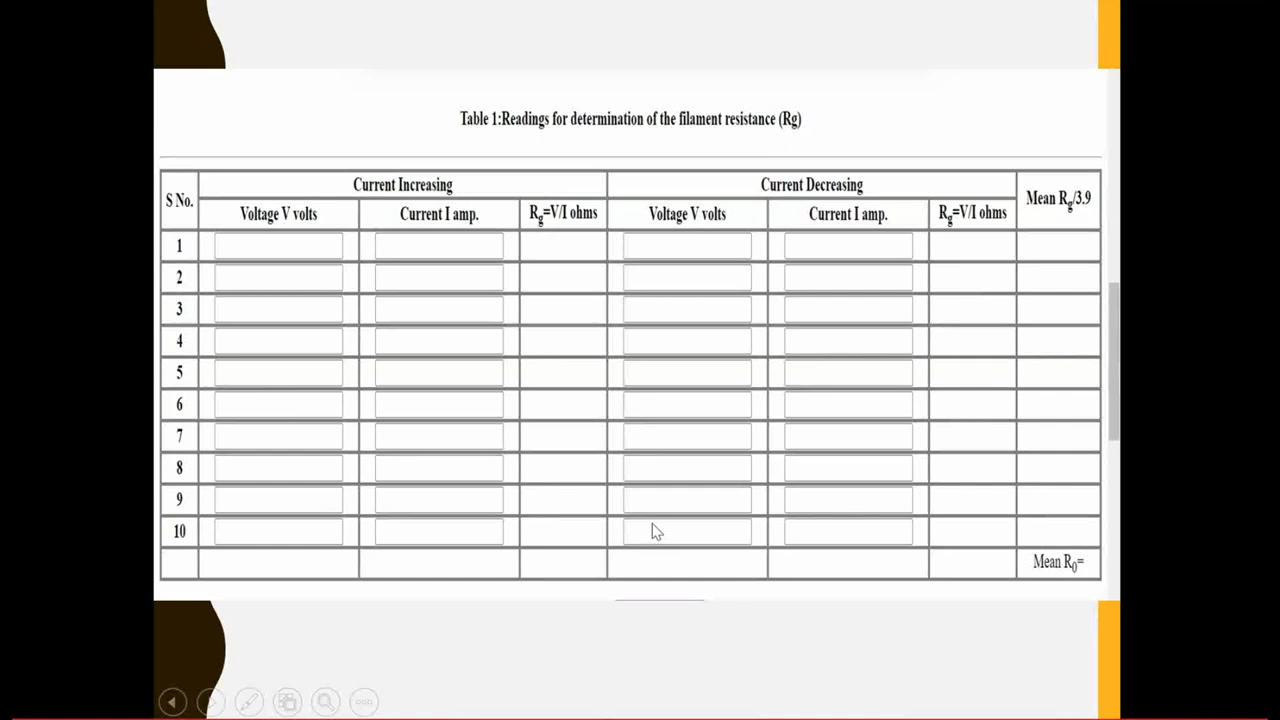 Table 1:Readings for determination of the filament resistance (Rg)
S No. Current Increasing Current Decreasing Mean Rg/3.9
Voltage V volts Current I amp. Rg=V/I ohms Voltage V volts Current I amp. Rg=V/I ohms
1
2
3
4
5
6
7
8
9
10
Mean R0=